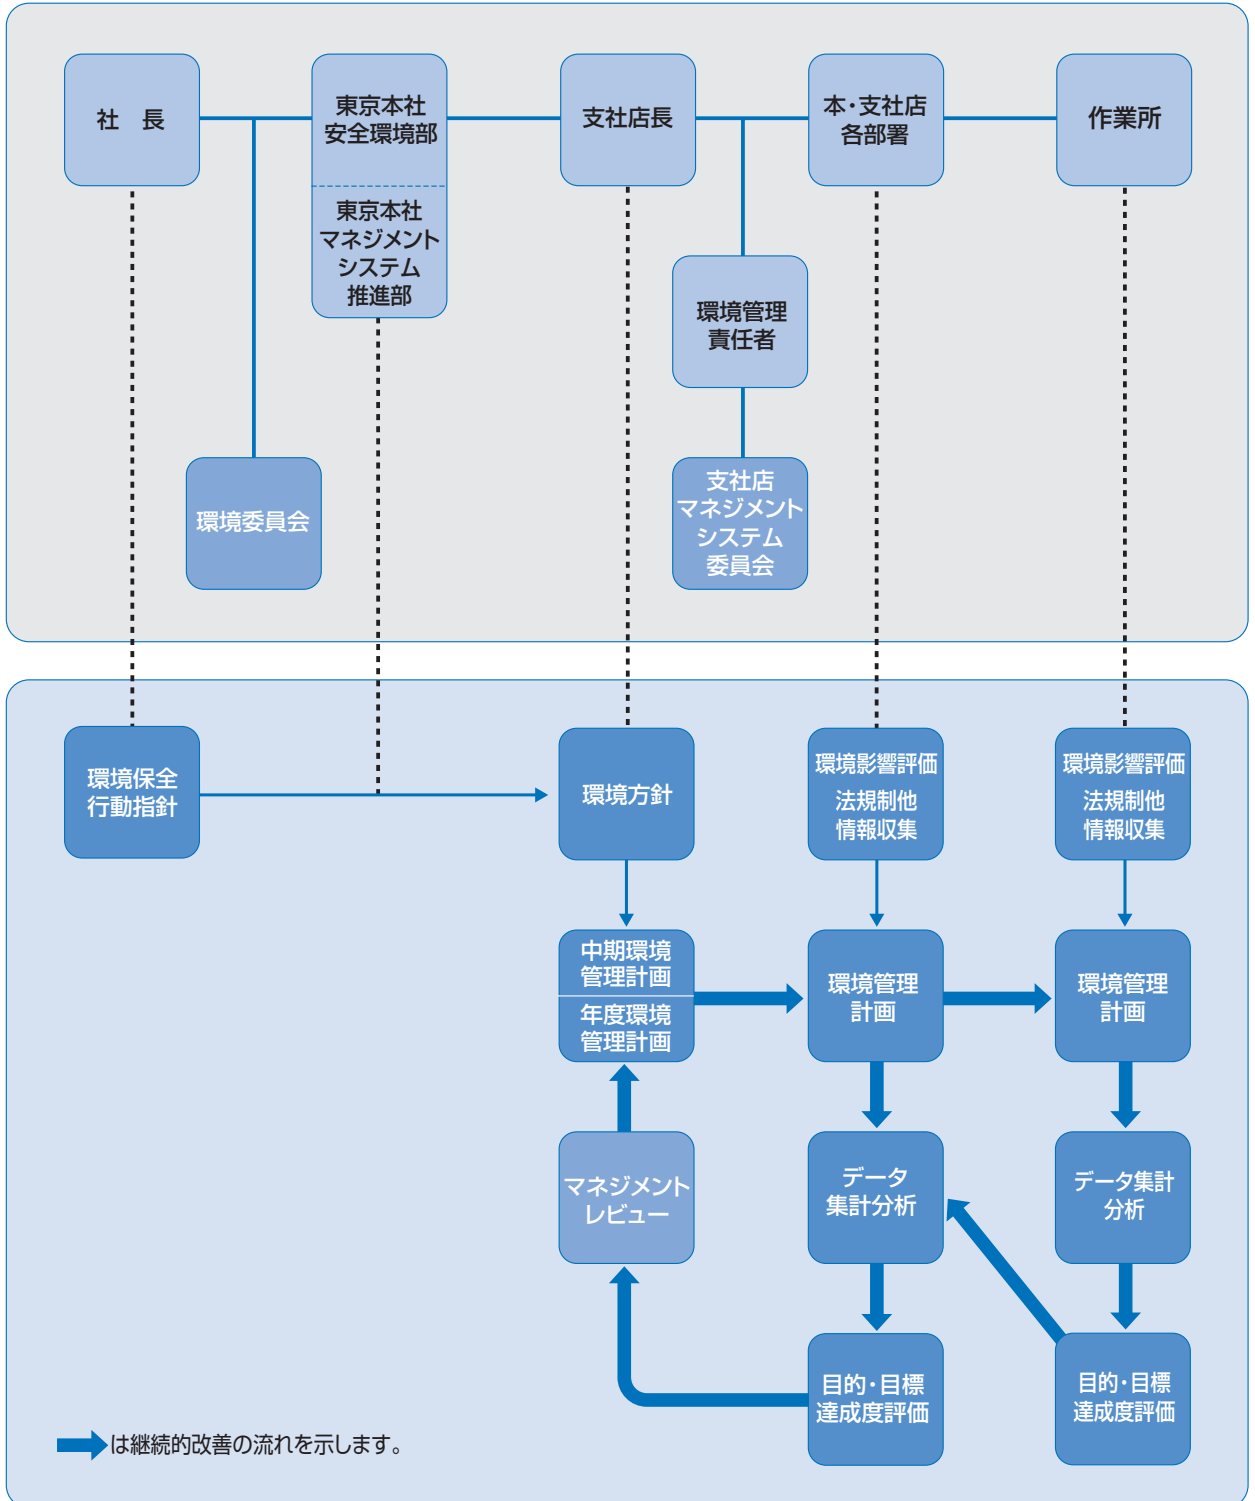 社　長
東京本社
安全環境部
東京本社
マネジメント
システム
推進部
支社店長
本・支社店
各部署
作業所
環境管理
責任者
環境委員会
支社店
マネジメント
システム
委員会
環境保全
行動指針
環境方針
環境影響評価
法規制他
情報収集
環境影響評価
法規制他
情報収集
中期環境
管理計画
年度環境
管理計画
環境管理
計画
環境管理
計画
マネジメント
レビュー
データ
集計分析
データ集計
分析
目的・目標
達成度評価
目的・目標
達成度評価
は継続的改善の流れを示します。